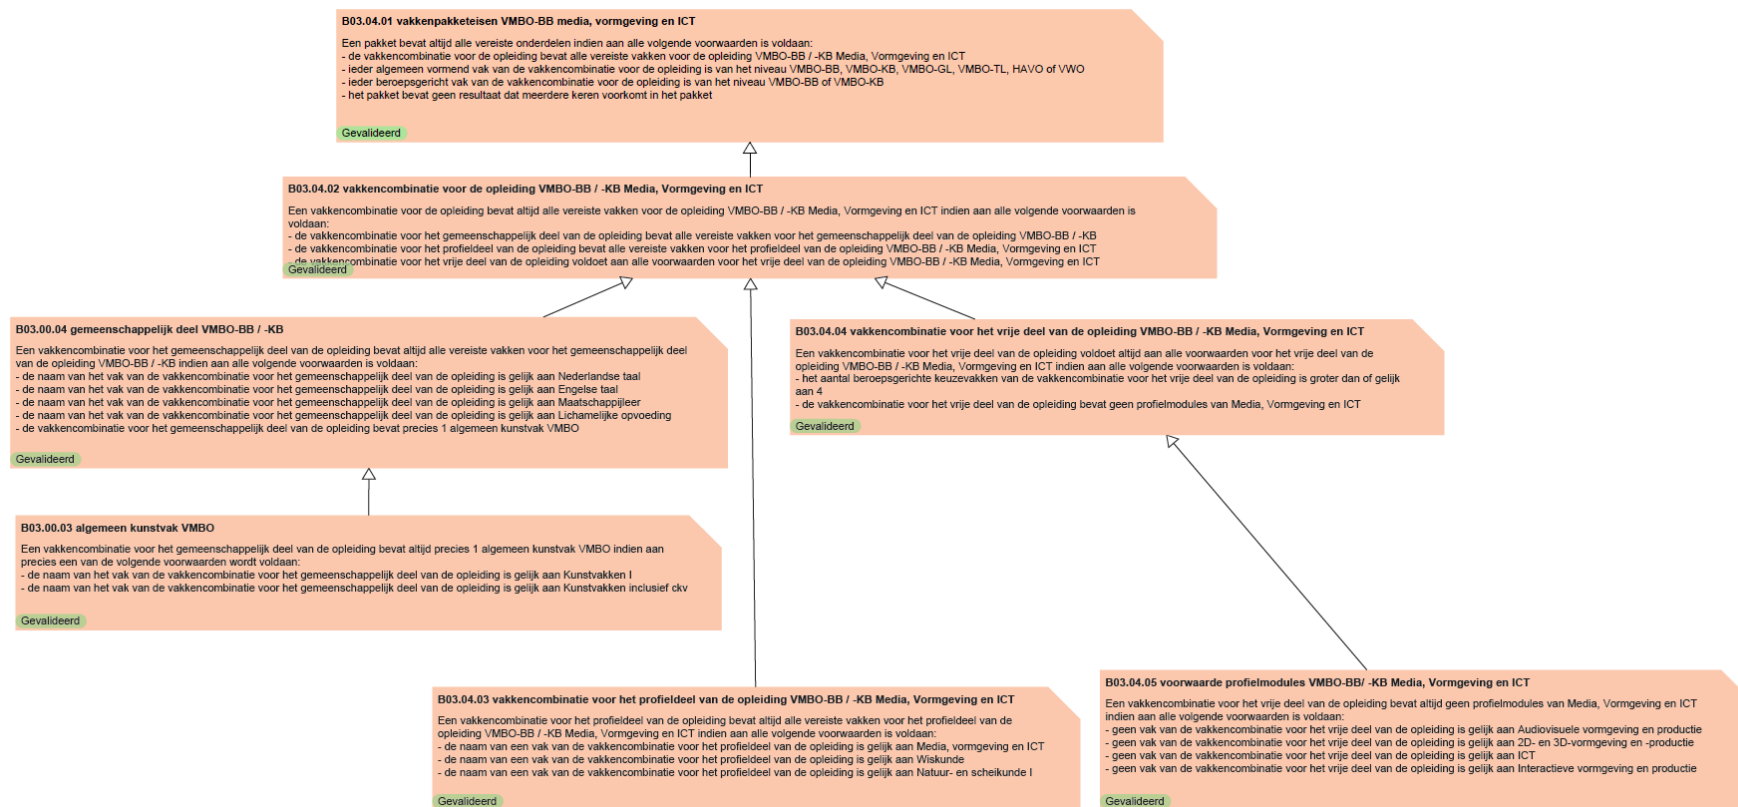 B03.04.01 vakkenpakketeisen VMBO-BB media, vormgeving en ICT
Een pakket bevat altijd alle vereiste onderdelen indien aan alle volgende voorwaarden is voldaan:
- de vakkencombinatie voor de opleiding bevat alle vereiste vakken voor de opleiding VMBO-BB / -KB Media, Vormgeving en ICT
- ieder algemeen vormend vak van de vakkencombinatie voor de opleiding is van het niveau VMBO-BB, VMBO-KB, VMBO-GL, VMBO-TL, HAVO of VWO
- ieder beroepsgericht vak van de vakkencombinatie voor de opleiding is van het niveau VMBO-BB of VMBO-KB
- het pakket bevat geen resultaat dat meerdere keren voorkomt in het pakket
Gevalideerd
B03.04.02 vakkencombinatie voor de opleiding VMBO-BB / -KB Media, Vormgeving en ICT
Een vakkencombinatie voor de opleiding bevat altijd alle vereiste vakken voor de opleiding VMBO-BB / -KB Media, Vormgeving en ICT indien aan alle volgende voorwaarden is
voldaan:
- de vakkencombinatie voor het gemeenschappelijk deel van de opleiding bevat alle vereiste vakken voor het gemeenschappelijk deel van de opleiding VMBO-BB / -KB
- de vakkencombinatie voor het profieldeel van de opleiding bevat alle vereiste vakken voor het profieldeel van de opleiding VMBO-BB / -KB Media, Vormgeving en ICT
- de vakkencombinatie voor het vrije deel van de opleiding voldoet aan alle voorwaarden voor het vrije deel van de opleiding VMBO-BB / -KB Media, Vormgeving en ICT
Gevalideerd
B03.00.04 gemeenschappelijk deel VMBO-BB / -KB
Een vakkencombinatie voor het gemeenschappelijk deel van de opleiding bevat altijd alle vereiste vakken voor het gemeenschappelijk deel
van de opleiding VMBO-BB / -KB indien aan alle volgende voorwaarden is voldaan:
- de naam van het vak van de vakkencombinatie voor het gemeenschappelijk deel van de opleiding is gelijk aan Nederlandse taal
- de naam van het vak van de vakkencombinatie voor het gemeenschappelijk deel van de opleiding is gelijk aan Engelse taal
- de naam van het vak van de vakkencombinatie voor het gemeenschappelijk deel van de opleiding is gelijk aan Maatschappijleer
- de naam van het vak van de vakkencombinatie voor het gemeenschappelijk deel van de opleiding is gelijk aan Lichamelijke opvoeding
- de vakkencombinatie voor het gemeenschappelijk deel van de opleiding bevat precies 1 algemeen kunstvak VMBO
Gevalideerd
B03.04.04 vakkencombinatie voor het vrije deel van de opleiding VMBO-BB / -KB Media, Vormgeving en ICT
Een vakkencombinatie voor het vrije deel van de opleiding voldoet altijd aan alle voorwaarden voor het vrije deel van de
opleiding VMBO-BB / -KB Media, Vormgeving en ICT indien aan alle volgende voorwaarden is voldaan:
- het aantal beroepsgerichte keuzevakken van de vakkencombinatie voor het vrije deel van de opleiding is groter dan of gelijk
aan 4
- de vakkencombinatie voor het vrije deel van de opleiding bevat geen profielmodules van Media, Vormgeving en ICT
Gevalideerd
B03.00.03 algemeen kunstvak VMBO
Een vakkencombinatie voor het gemeenschappelijk deel van de opleiding bevat altijd precies 1 algemeen kunstvak VMBO indien aan
precies een van de volgende voorwaarden wordt voldaan:
- de naam van het vak van de vakkencombinatie voor het gemeenschappelijk deel van de opleiding is gelijk aan Kunstvakken I
- de naam van het vak van de vakkencombinatie voor het gemeenschappelijk deel van de opleiding is gelijk aan Kunstvakken inclusief ckv
Gevalideerd
B03.04.03 vakkencombinatie voor het profieldeel van de opleiding VMBO-BB / -KB Media, Vormgeving en ICT
Een vakkencombinatie voor het profieldeel van de opleiding bevat altijd alle vereiste vakken voor het profieldeel van de
opleiding VMBO-BB / -KB Media, Vormgeving en ICT indien aan alle volgende voorwaarden is voldaan:
- de naam van een vak van de vakkencombinatie voor het profieldeel van de opleiding is gelijk aan Media, vormgeving en ICT
- de naam van een vak van de vakkencombinatie voor het profieldeel van de opleiding is gelijk aan Wiskunde
- de naam van een vak van de vakkencombinatie voor het profieldeel van de opleiding is gelijk aan Natuur- en scheikunde I
Gevalideerd
B03.04.05 voorwaarde profielmodules VMBO-BB/ -KB Media, Vormgeving en ICT
Een vakkencombinatie voor het vrije deel van de opleiding bevat altijd geen profielmodules van Media, Vormgeving en ICT
indien aan alle volgende voorwaarden is voldaan:
- geen vak van de vakkencombinatie voor het vrije deel van de opleiding is gelijk aan Audiovisuele vormgeving en productie
- geen vak van de vakkencombinatie voor het vrije deel van de opleiding is gelijk aan 2D- en 3D-vormgeving en -productie
- geen vak van de vakkencombinatie voor het vrije deel van de opleiding is gelijk aan ICT
- geen vak van de vakkencombinatie voor het vrije deel van de opleiding is gelijk aan Interactieve vormgeving en productie
Gevalideerd